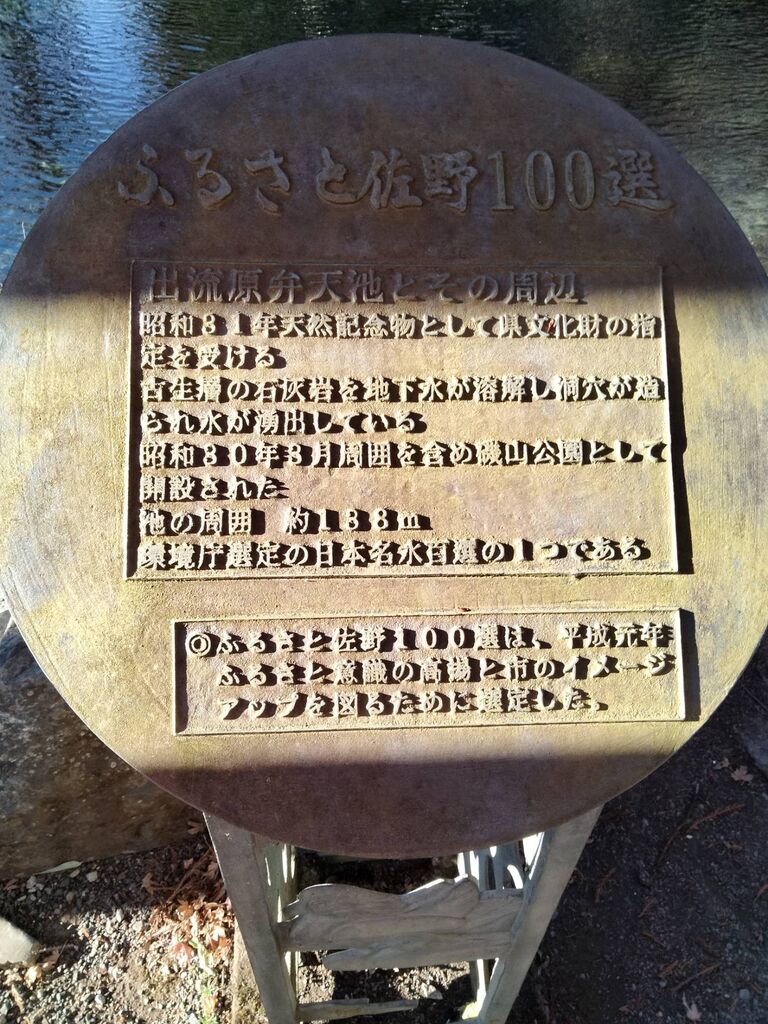 ふるさと佐野100選
出流原弁天池とその周辺
昭和31年天然記念物として県文化財の指
定を受ける
古生層の石灰岩を地下水が溶解し洞穴が造
られ水が湧出している
昭和30年3月周囲を含め磯山公園として
開設された
池の周囲 約138m
環境庁選定の日本名水百選の1つである
◎ふるさと佐野100選は、平成元年
ふるさと意識の高揚と市のイメージ
アップを図るために選定した。